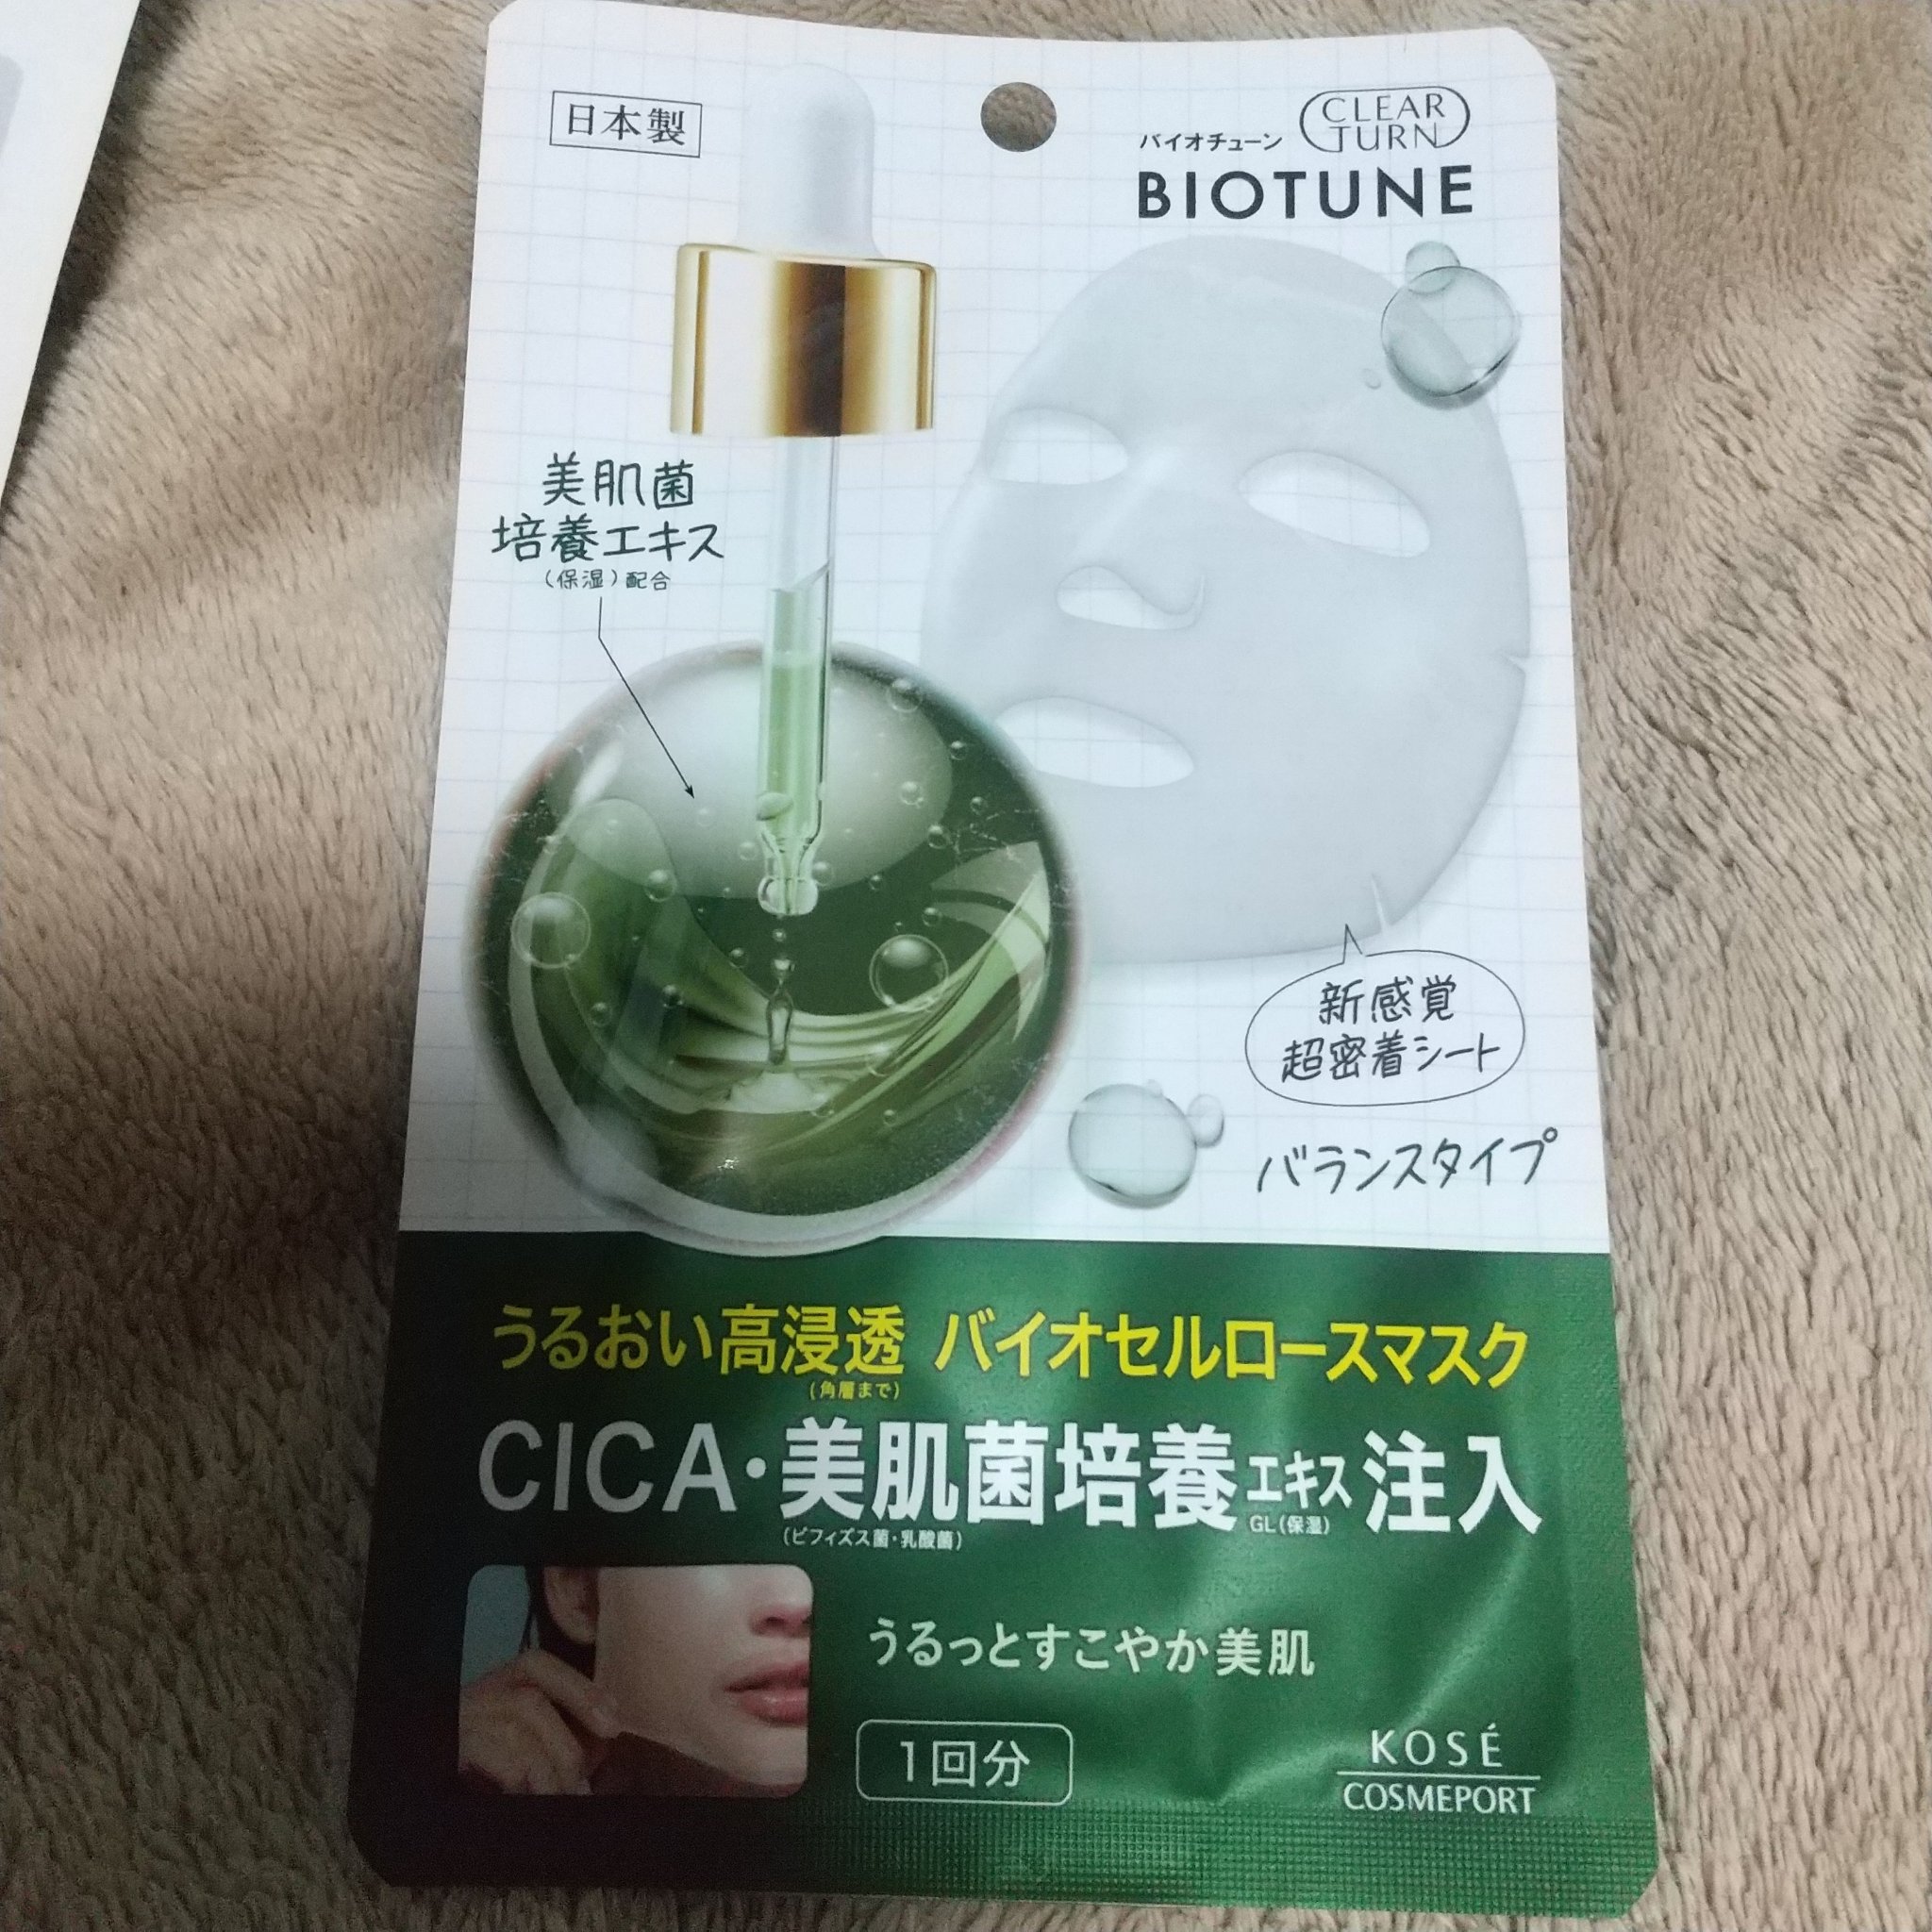 日本製
CLEAR
TURN
バイオチューン
BIOTUNE
美肌菌
培養エキス
(保湿)配合
新感覚
超密着シート
バランスタイプ
うるおい高浸透 バイオセルロースマスク
(角層まで)
CICA・美肌菌培養エキス注入
(ビフィズス菌・乳酸菌) GL(保湿)
うるっとすこやか美肌
1回分
KOSÉ
COSMEPORT